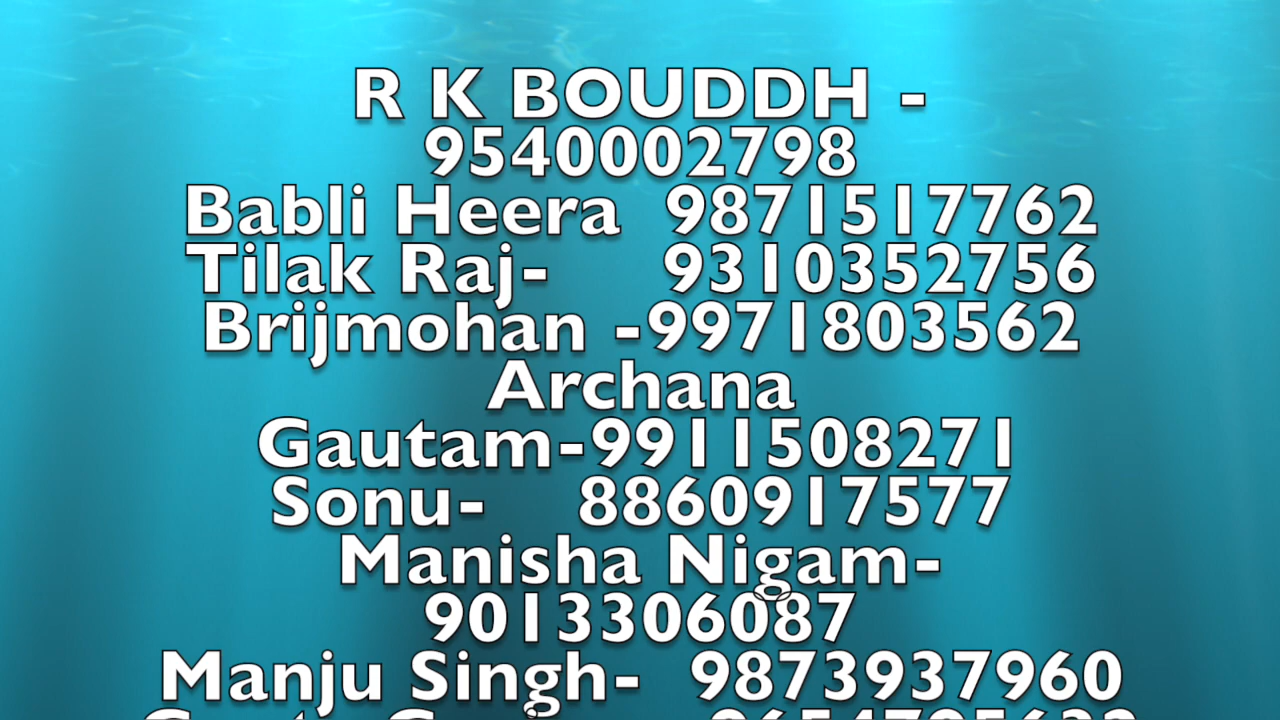 R K BOUDDH -
9540002798
Babli Heera 9871517762
Tilak Raj- 9310352756
Brijmohan -9971803562
Archana
Gautam-9911508271
Sonu- 8860917577
Manisha Nigam-
9013306087
Manju Singh- 9873937960